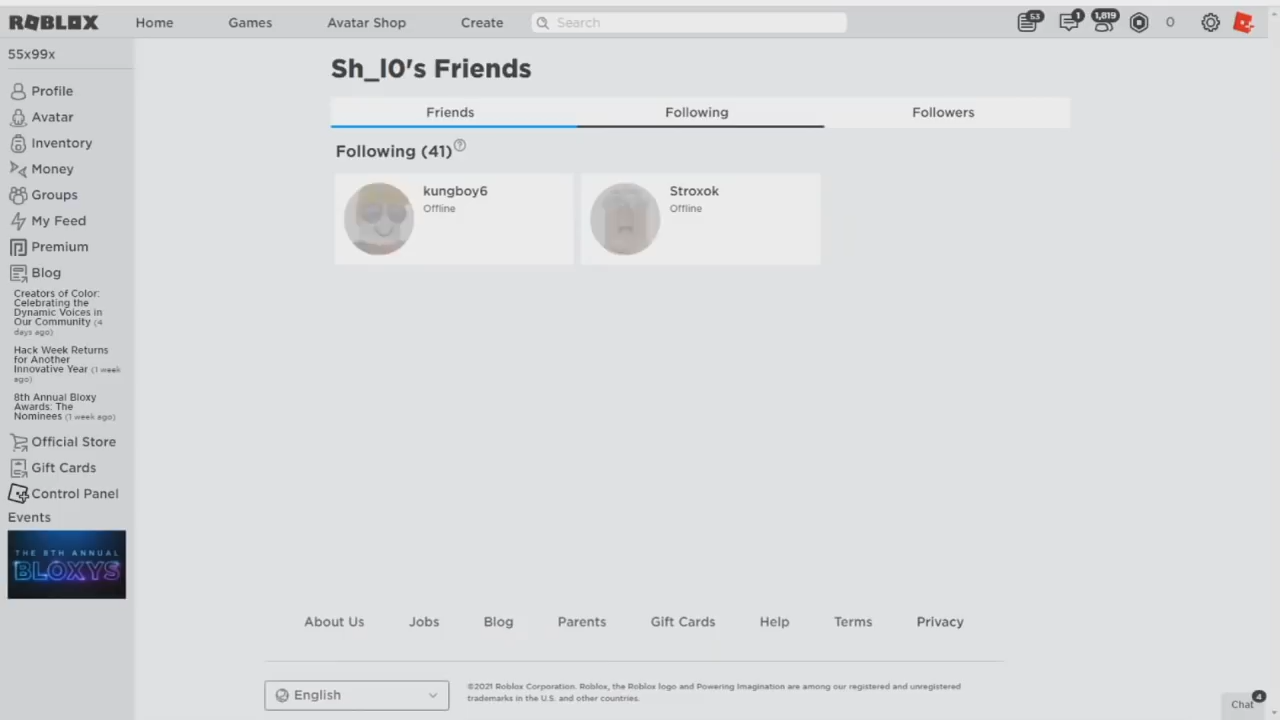 ROBLOX
Home
Games
Avatar Shop
Create
Search
53
1
1,819
0
55x99x
Profile
Avatar
Inventory
Money
Groups
My Feed
Premium
Blog
Creators of Color:
Celebrating the
Dynamic Voices in
Our Community (4
days ago)
Hack Week Returns
for Another
Innovative Year (1 week
ago)
8th Annual Bloxy
Awards: The
Nominees (1 week ago)
Official Store
Gift Cards
Control Panel
Events
THE 8TH ANNUAL
BLOXYS
Sh_l0's Friends
Friends
Following
Followers
Following (41)
?
kungboy6
Offline
Stroxok
Offline
About Us
Jobs
Blog
Parents
Gift Cards
Help
Terms
Privacy
English
©2021 Roblox Corporation. Roblox, the Roblox logo and Powering Imagination are among our registered and unregistered
trademarks in the U.S. and other countries.
Chat
4